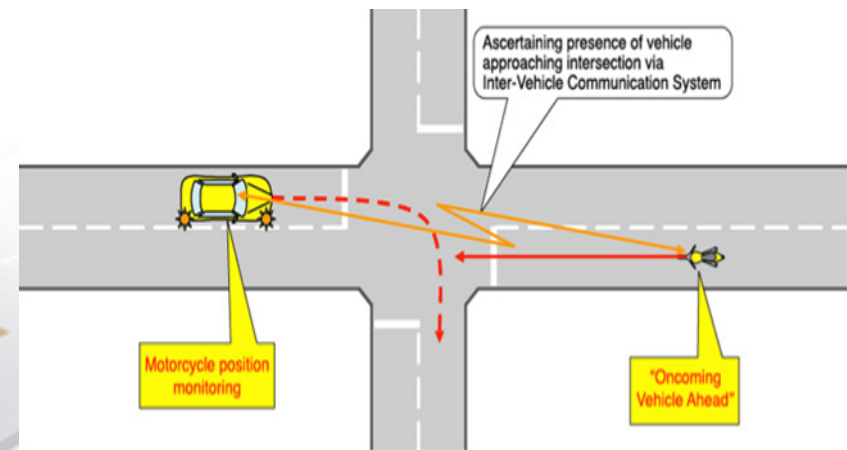 Ascertaining presence of vehicle
approaching intersection via
Inter-Vehicle Communication System
Motorcycle position
monitoring
"Oncoming
Vehicle Ahead"